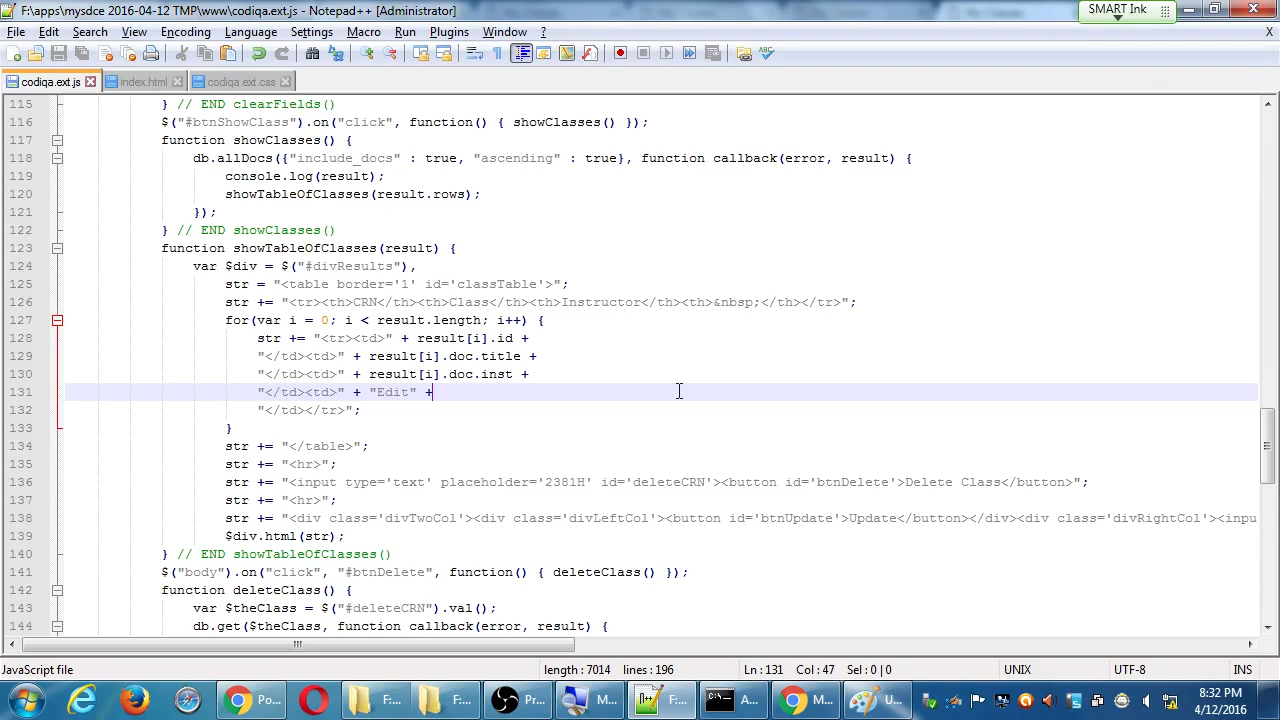 F:\apps\mysdce 2016-04-12 TMP\www\codiqa.ext.js - Notepad++ [Administrator]
SMART Ink
File Edit Search View Encoding Language Settings Macro Run Plugins Window ?
X
codiqa.ext.js index.html codiqa.ext.css
115 } // END clearFields()
116 $("#btnShowClass").on("click", function() { showClasses() });
117 function showClasses() {
118 db.allDocs({"include_docs" : true, "ascending" : true}, function callback(error, result) {
119 console.log(result);
120 showTableOfClasses(result.rows);
121 });
122 } // END showClasses()
123 function showTableOfClasses(result) {
124 var $div = $("#divResults"),
125 str = "<table border='1' id='classTable'>";
126 str += "<tr><th>CRN</th><th>Class</th><th>Instructor</th><th>&nbsp;</th></tr>";
127 for(var i = 0; i < result.length; i++) {
128 str += "<tr><td>" + result[i].id +
129 "</td><td>" + result[i].doc.title +
130 "</td><td>" + result[i].doc.inst +
131 "</td><td>" + "Edit" +
132 "</td></tr>";
133 }
134 str += "</table>";
135 str += "<hr>";
136 str += "<input type='text' placeholder='2381H' id='deleteCRN'><button id='btnDelete'>Delete Class</button>";
137 str += "<hr>";
138 str += "<div class='divTwoCol'><div class='divLeftCol'><button id='btnUpdate'>Update</button></div><div class='divRightCol'><inpu
139 $div.html(str);
140 } // END showTableOfClasses()
141 $("body").on("click", "#btnDelete", function() { deleteClass() });
142 function deleteClass() {
143 var $theClass = $("#deleteCRN").val();
144 db.get($theClass, function callback(error, result) {
JavaScript file length : 7014 lines : 196 Ln : 131 Col : 47 Sel : 0 | 0 UNIX UTF-8 INS
Po... F:... F:... Pr... M... F:... A... M... U...
8:32 PM
4/12/2016